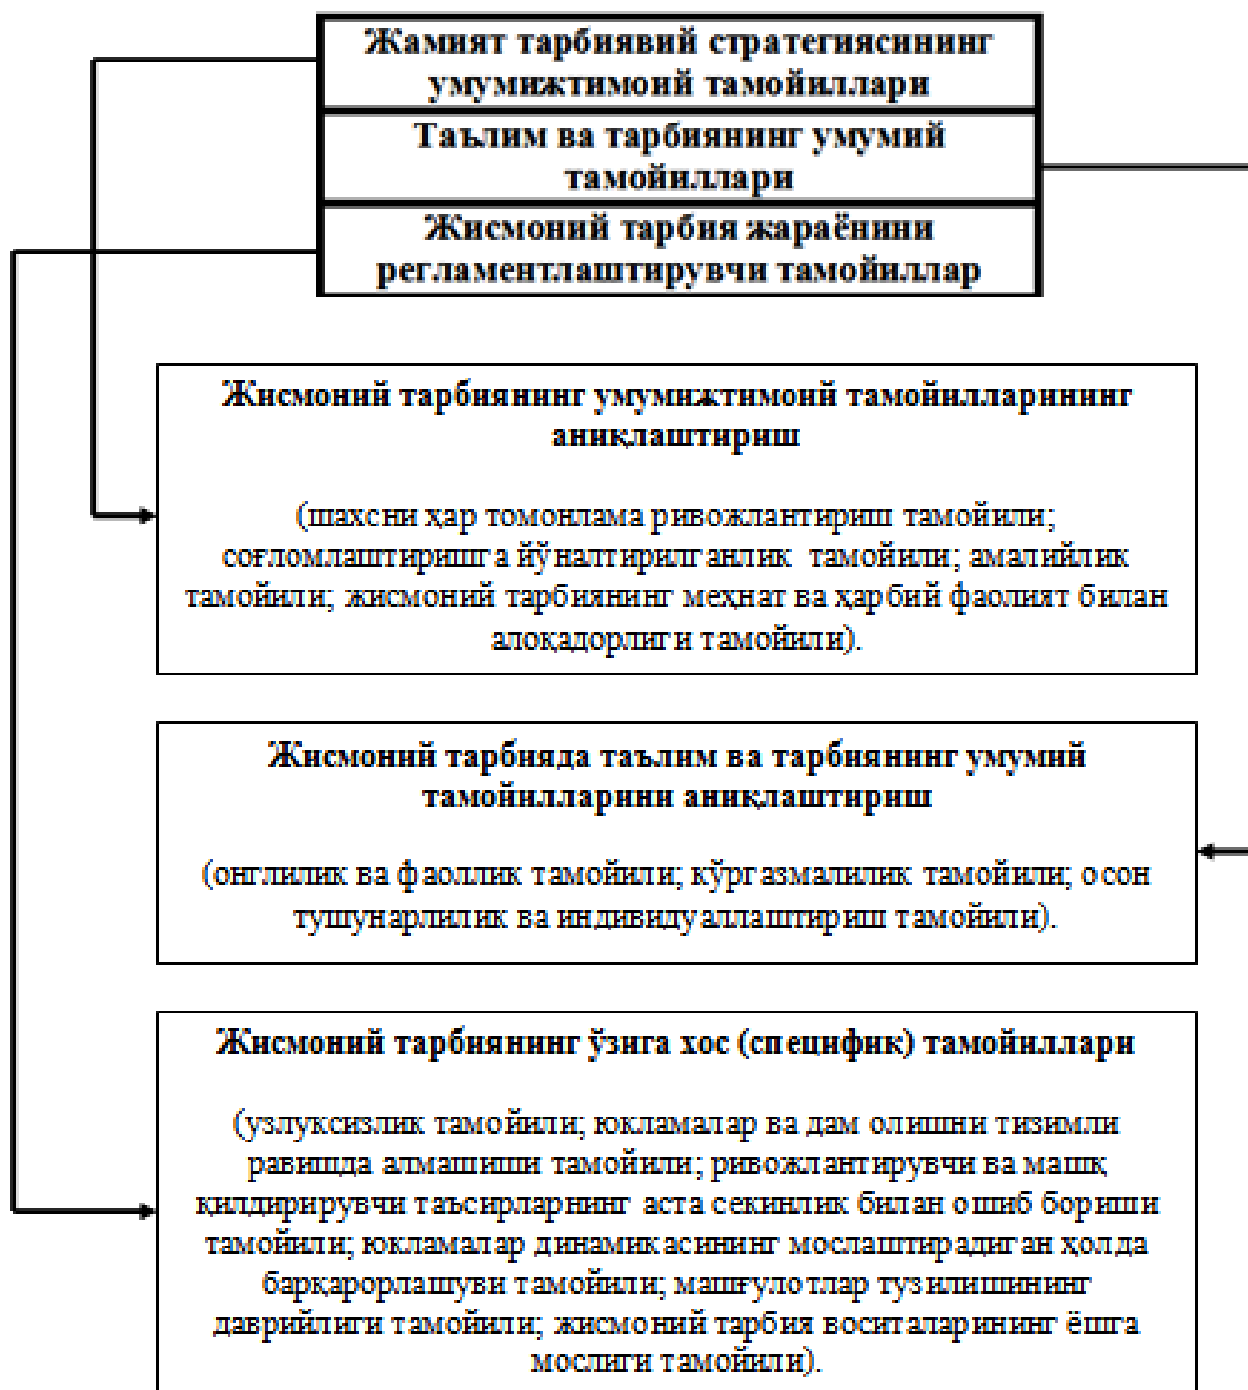 Жамият тарбиявий стратегиясининг
умумижтимоий тамойиллари
Таълим ва тарбиянинг умумий
тамойиллари
Жисмоний тарбия жараёнини
регламентлаштирувчи тамойиллар
Жисмоний тарбиянинг умумижтимоий тамойилларининг
аниқлаштириш
(шахсни ҳар томонлама ривожлантириш тамойили;
соғломлаштиришга йўналтирилганлик тамойили; амалийлик
тамойили; жисмоний тарбиянинг меҳнат ва ҳарбий фаолият билан
алоқадорлиги тамойили).
Жисмоний тарбияда таълим ва тарбиянинг умумий
тамойилларини аниқлаштириш
(онглилик ва фаоллик тамойили; кўргазмалилик тамойили; осон
тушунарлилик ва индивидуаллаштириш тамойили).
Жисмоний тарбиянинг ўзига хос (специфик) тамойиллари
(узлуксизлик тамойили; юкламалар ва дам олишни тизимли
равишда алмашиши тамойили; ривожлантирувчи ва машқ
қилдирирувчи таъсирларнинг аста секинлик билан ошиб бориши
тамойили; юкламалар динамикасининг мослаштирадиган ҳолда
барқарорлашуви тамойили; машғулотлар тузилишининг
даврийлиги тамойили; жисмоний тарбия воситаларининг ёшга
мослиги тамойили).